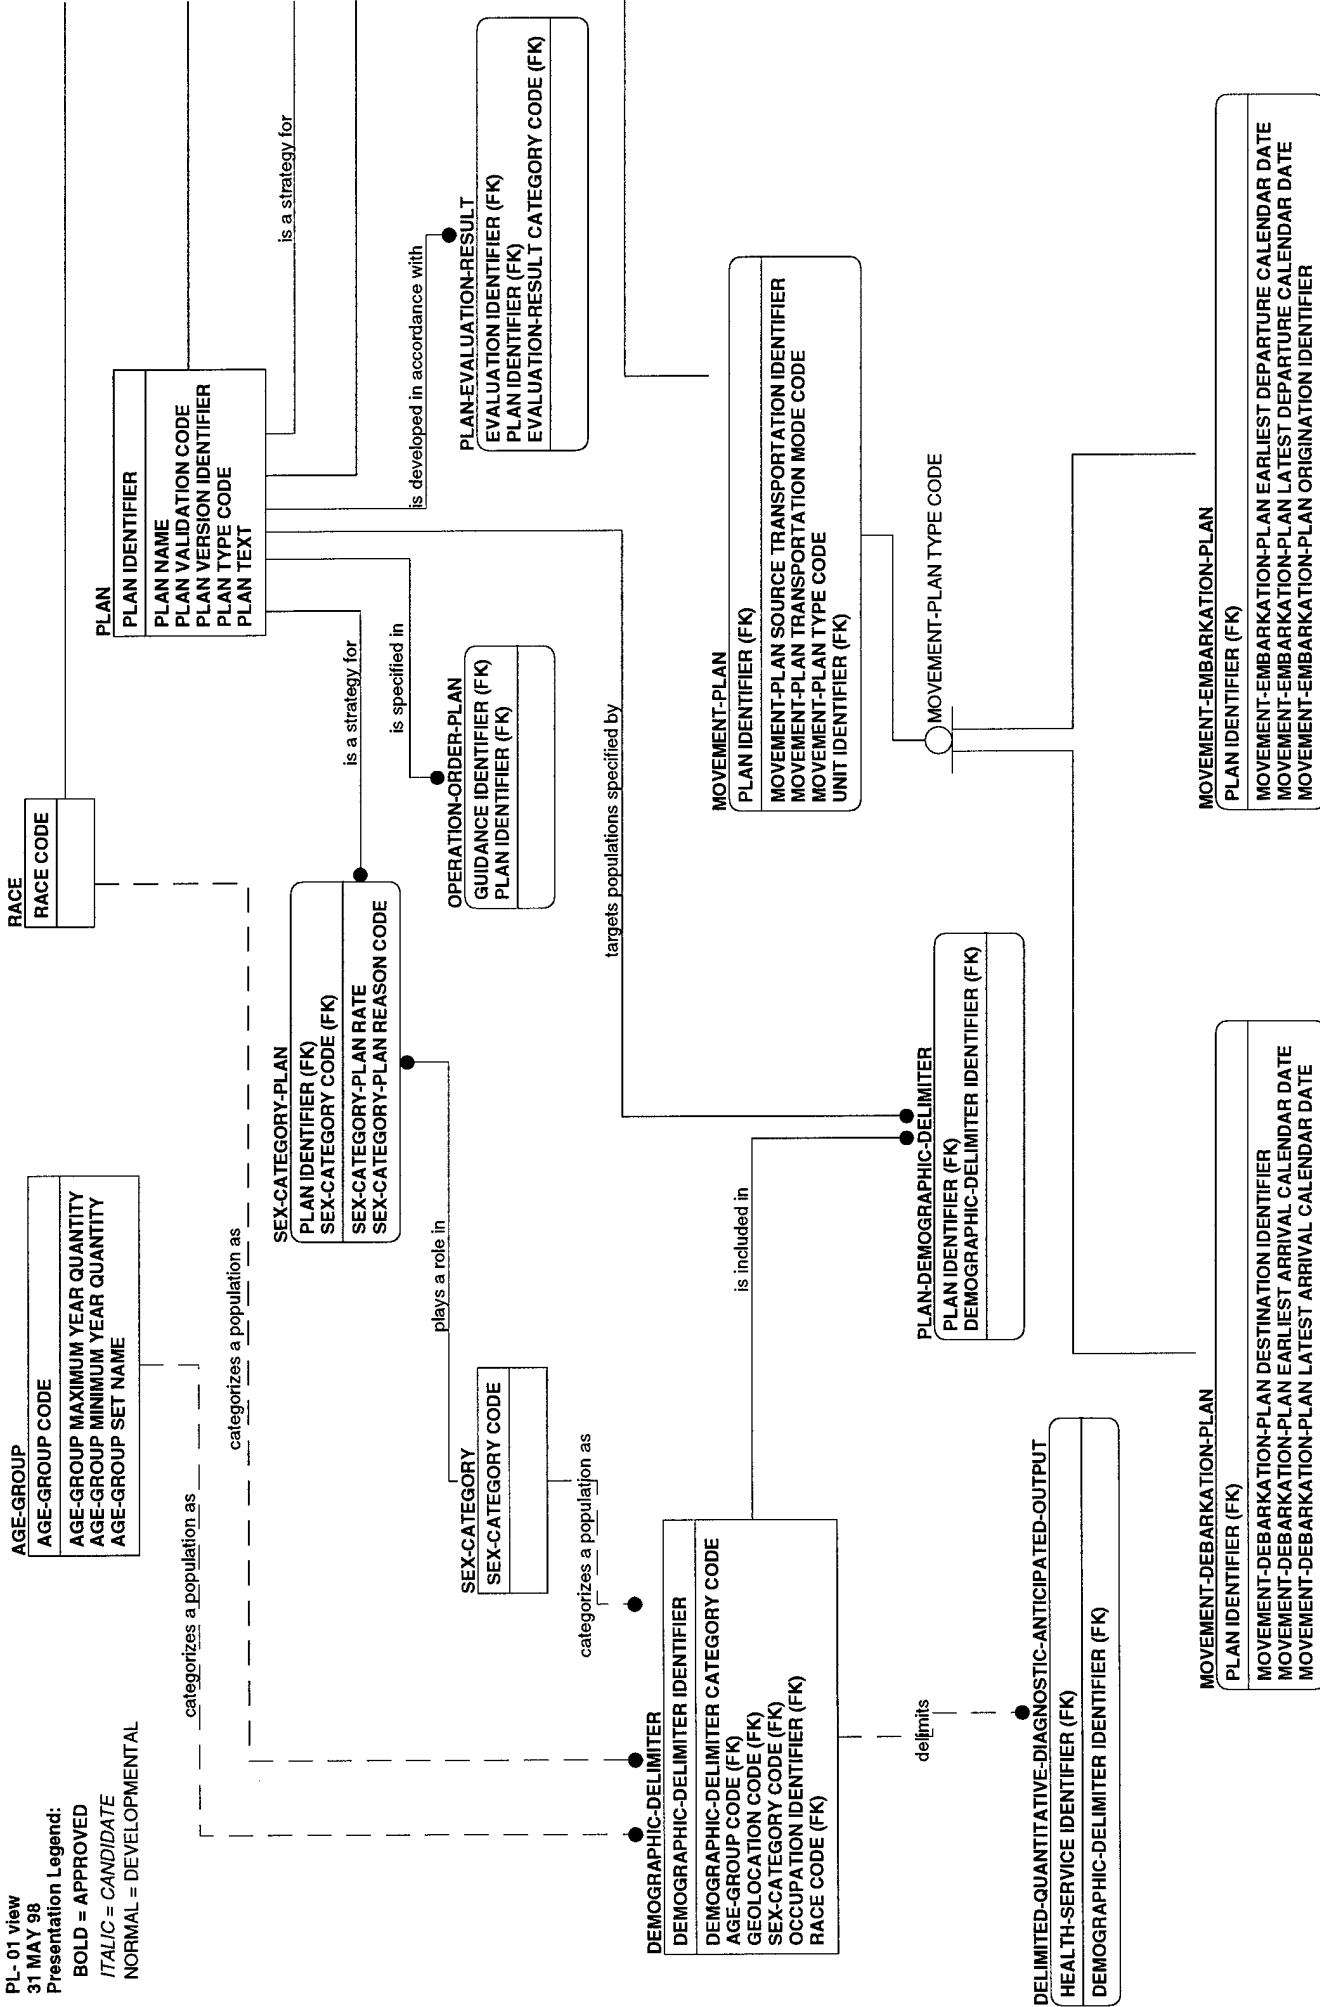 PL- 01 view
31 MAY 98
Presentation Legend:
BOLD = APPROVED
ITALIC = CANDIDATE
NORMAL = DEVELOPMENTAL
AGE-GROUP
AGE-GROUP CODE
AGE-GROUP MAXIMUM YEAR QUANTITY
AGE-GROUP MINIMUM YEAR QUANTITY
AGE-GROUP SET NAME
RACE
RACE CODE
PLAN
PLAN IDENTIFIER
PLAN NAME
PLAN VALIDATION CODE
PLAN VERSION IDENTIFIER
PLAN TYPE CODE
PLAN TEXT
categorizes a population as
categorizes a population as
is a strategy for
is a strategy for
is specified in
is developed in accordance with
SEX-CATEGORY-PLAN
PLAN IDENTIFIER (FK)
SEX-CATEGORY CODE (FK)
SEX-CATEGORY-PLAN RATE
SEX-CATEGORY-PLAN REASON CODE
plays a role in
OPERATION-ORDER-PLAN
GUIDANCE IDENTIFIER (FK)
PLAN IDENTIFIER (FK)
PLAN-EVALUATION-RESULT
EVALUATION IDENTIFIER (FK)
PLAN IDENTIFIER (FK)
EVALUATION-RESULT CATEGORY CODE (FK)
SEX-CATEGORY
SEX-CATEGORY CODE
categorizes a population as
targets populations specified by
DEMOGRAPHIC-DELIMITER
DEMOGRAPHIC-DELIMITER IDENTIFIER
DEMOGRAPHIC-DELIMITER CATEGORY CODE
AGE-GROUP CODE (FK)
GEOLOCATION CODE (FK)
SEX-CATEGORY CODE (FK)
OCCUPATION IDENTIFIER (FK)
RACE CODE (FK)
is included in
MOVEMENT-PLAN
PLAN IDENTIFIER (FK)
MOVEMENT-PLAN SOURCE TRANSPORTATION IDENTIFIER
MOVEMENT-PLAN TRANSPORTATION MODE CODE
MOVEMENT-PLAN TYPE CODE
UNIT IDENTIFIER (FK)
delimits
PLAN-DEMOGRAPHIC-DELIMITER
PLAN IDENTIFIER (FK)
DEMOGRAPHIC-DELIMITER IDENTIFIER (FK)
MOVEMENT-PLAN TYPE CODE
DELIMITED-QUANTITATIVE-DIAGNOSTIC-ANTICIPATED-OUTPUT
HEALTH-SERVICE IDENTIFIER (FK)
DEMOGRAPHIC-DELIMITER IDENTIFIER (FK)
MOVEMENT-DEBARKATION-PLAN
PLAN IDENTIFIER (FK)
MOVEMENT-DEBARKATION-PLAN DESTINATION IDENTIFIER
MOVEMENT-DEBARKATION-PLAN EARLIEST ARRIVAL CALENDAR DATE
MOVEMENT-DEBARKATION-PLAN LATEST ARRIVAL CALENDAR DATE
MOVEMENT-EMBARKATION-PLAN
PLAN IDENTIFIER (FK)
MOVEMENT-EMBARKATION-PLAN EARLIEST DEPARTURE CALENDAR DATE
MOVEMENT-EMBARKATION-PLAN LATEST DEPARTURE CALENDAR DATE
MOVEMENT-EMBARKATION-PLAN ORIGINATION IDENTIFIER